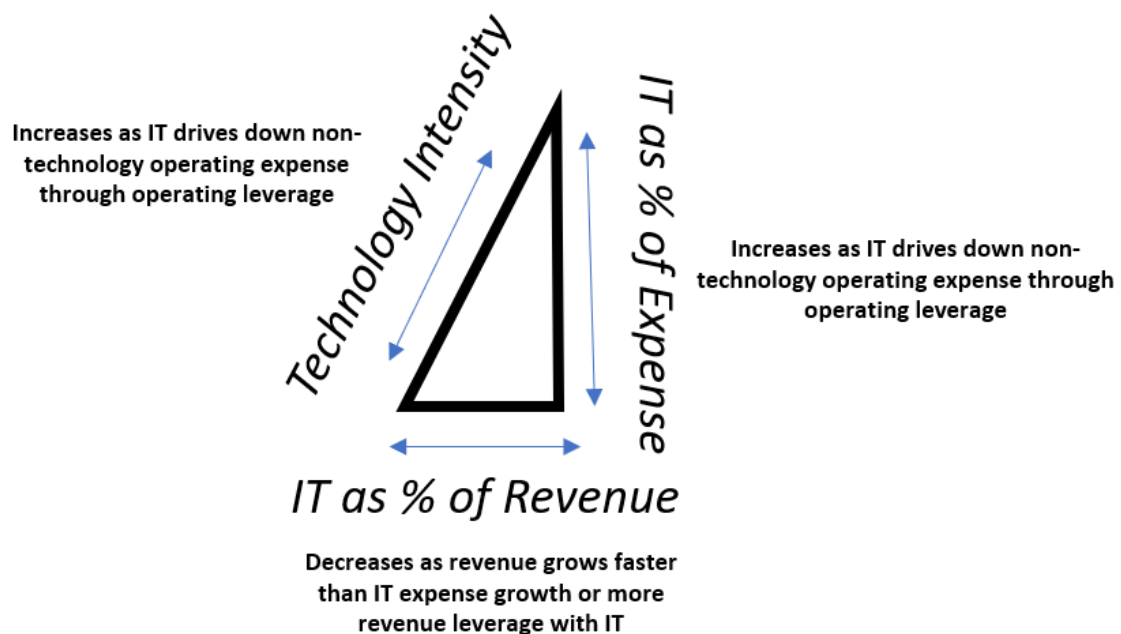 Technology Intensity
Increases as IT drives down non-
technology operating expense
through operating leverage
IT as % of Expense
Increases as IT drives down non-
technology operating expense through
operating leverage
IT as % of Revenue
Decreases as revenue grows faster
than IT expense growth or more
revenue leverage with IT